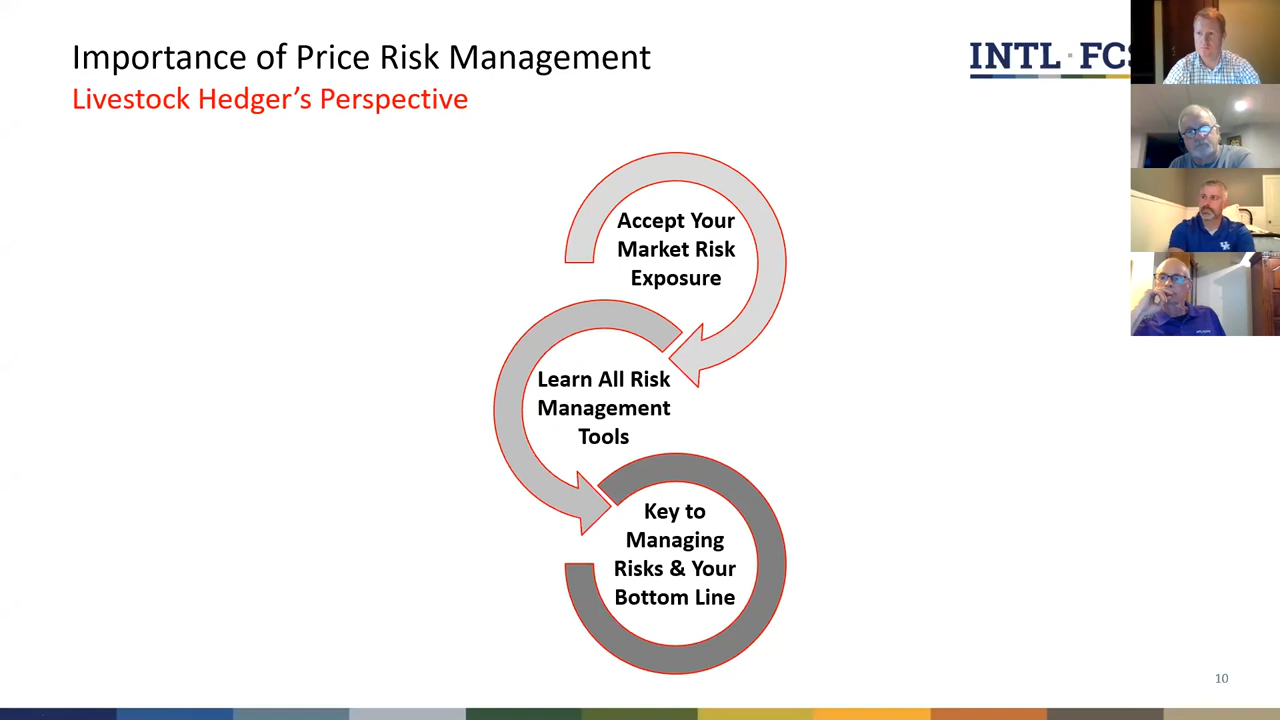 Importance of Price Risk Management
Livestock Hedger's Perspective
INTL FCS
Accept Your
Market Risk
Exposure
Learn All Risk
Management
Tools
Key to
Managing
Risks & Your
Bottom Line
10